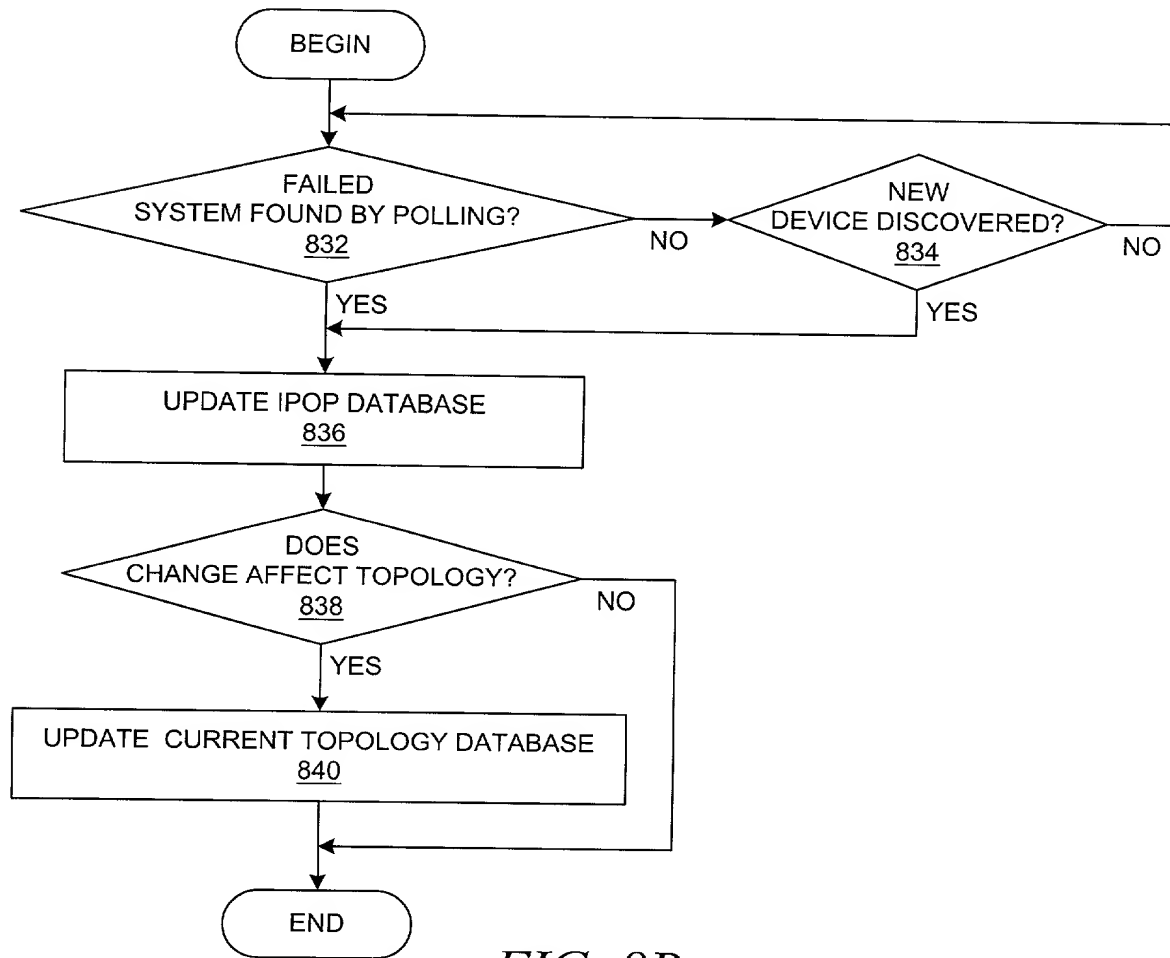 BEGIN
FAILED
SYSTEM FOUND BY POLLING?
832
NO
YES
NEW
DEVICE DISCOVERED?
834
NO
YES
UPDATE IPOP DATABASE
836
DOES
CHANGE AFFECT TOPOLOGY?
838
NO
YES
UPDATE CURRENT TOPOLOGY DATABASE
840
END